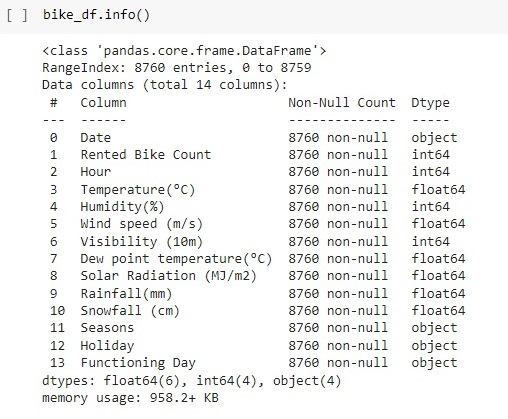 [ ] bike_df.info()
<class 'pandas.core.frame.DataFrame'>
RangeIndex: 8760 entries, 0 to 8759
Data columns (total 14 columns):
 #   Column                     Non-Null Count  Dtype
---  ------                     --------------  -----
 0   Date                       8760 non-null   object
 1   Rented Bike Count          8760 non-null   int64
 2   Hour                       8760 non-null   int64
 3   Temperature(°C)            8760 non-null   float64
 4   Humidity(%)                8760 non-null   int64
 5   Wind speed (m/s)           8760 non-null   float64
 6   Visibility (10m)           8760 non-null   int64
 7   Dew point temperature(°C)  8760 non-null   float64
 8   Solar Radiation (MJ/m2)    8760 non-null   float64
 9   Rainfall(mm)               8760 non-null   float64
 10  Snowfall (cm)              8760 non-null   float64
 11  Seasons                    8760 non-null   object
 12  Holiday                    8760 non-null   object
 13  Functioning Day            8760 non-null   object
dtypes: float64(6), int64(4), object(4)
memory usage: 958.2+ KB